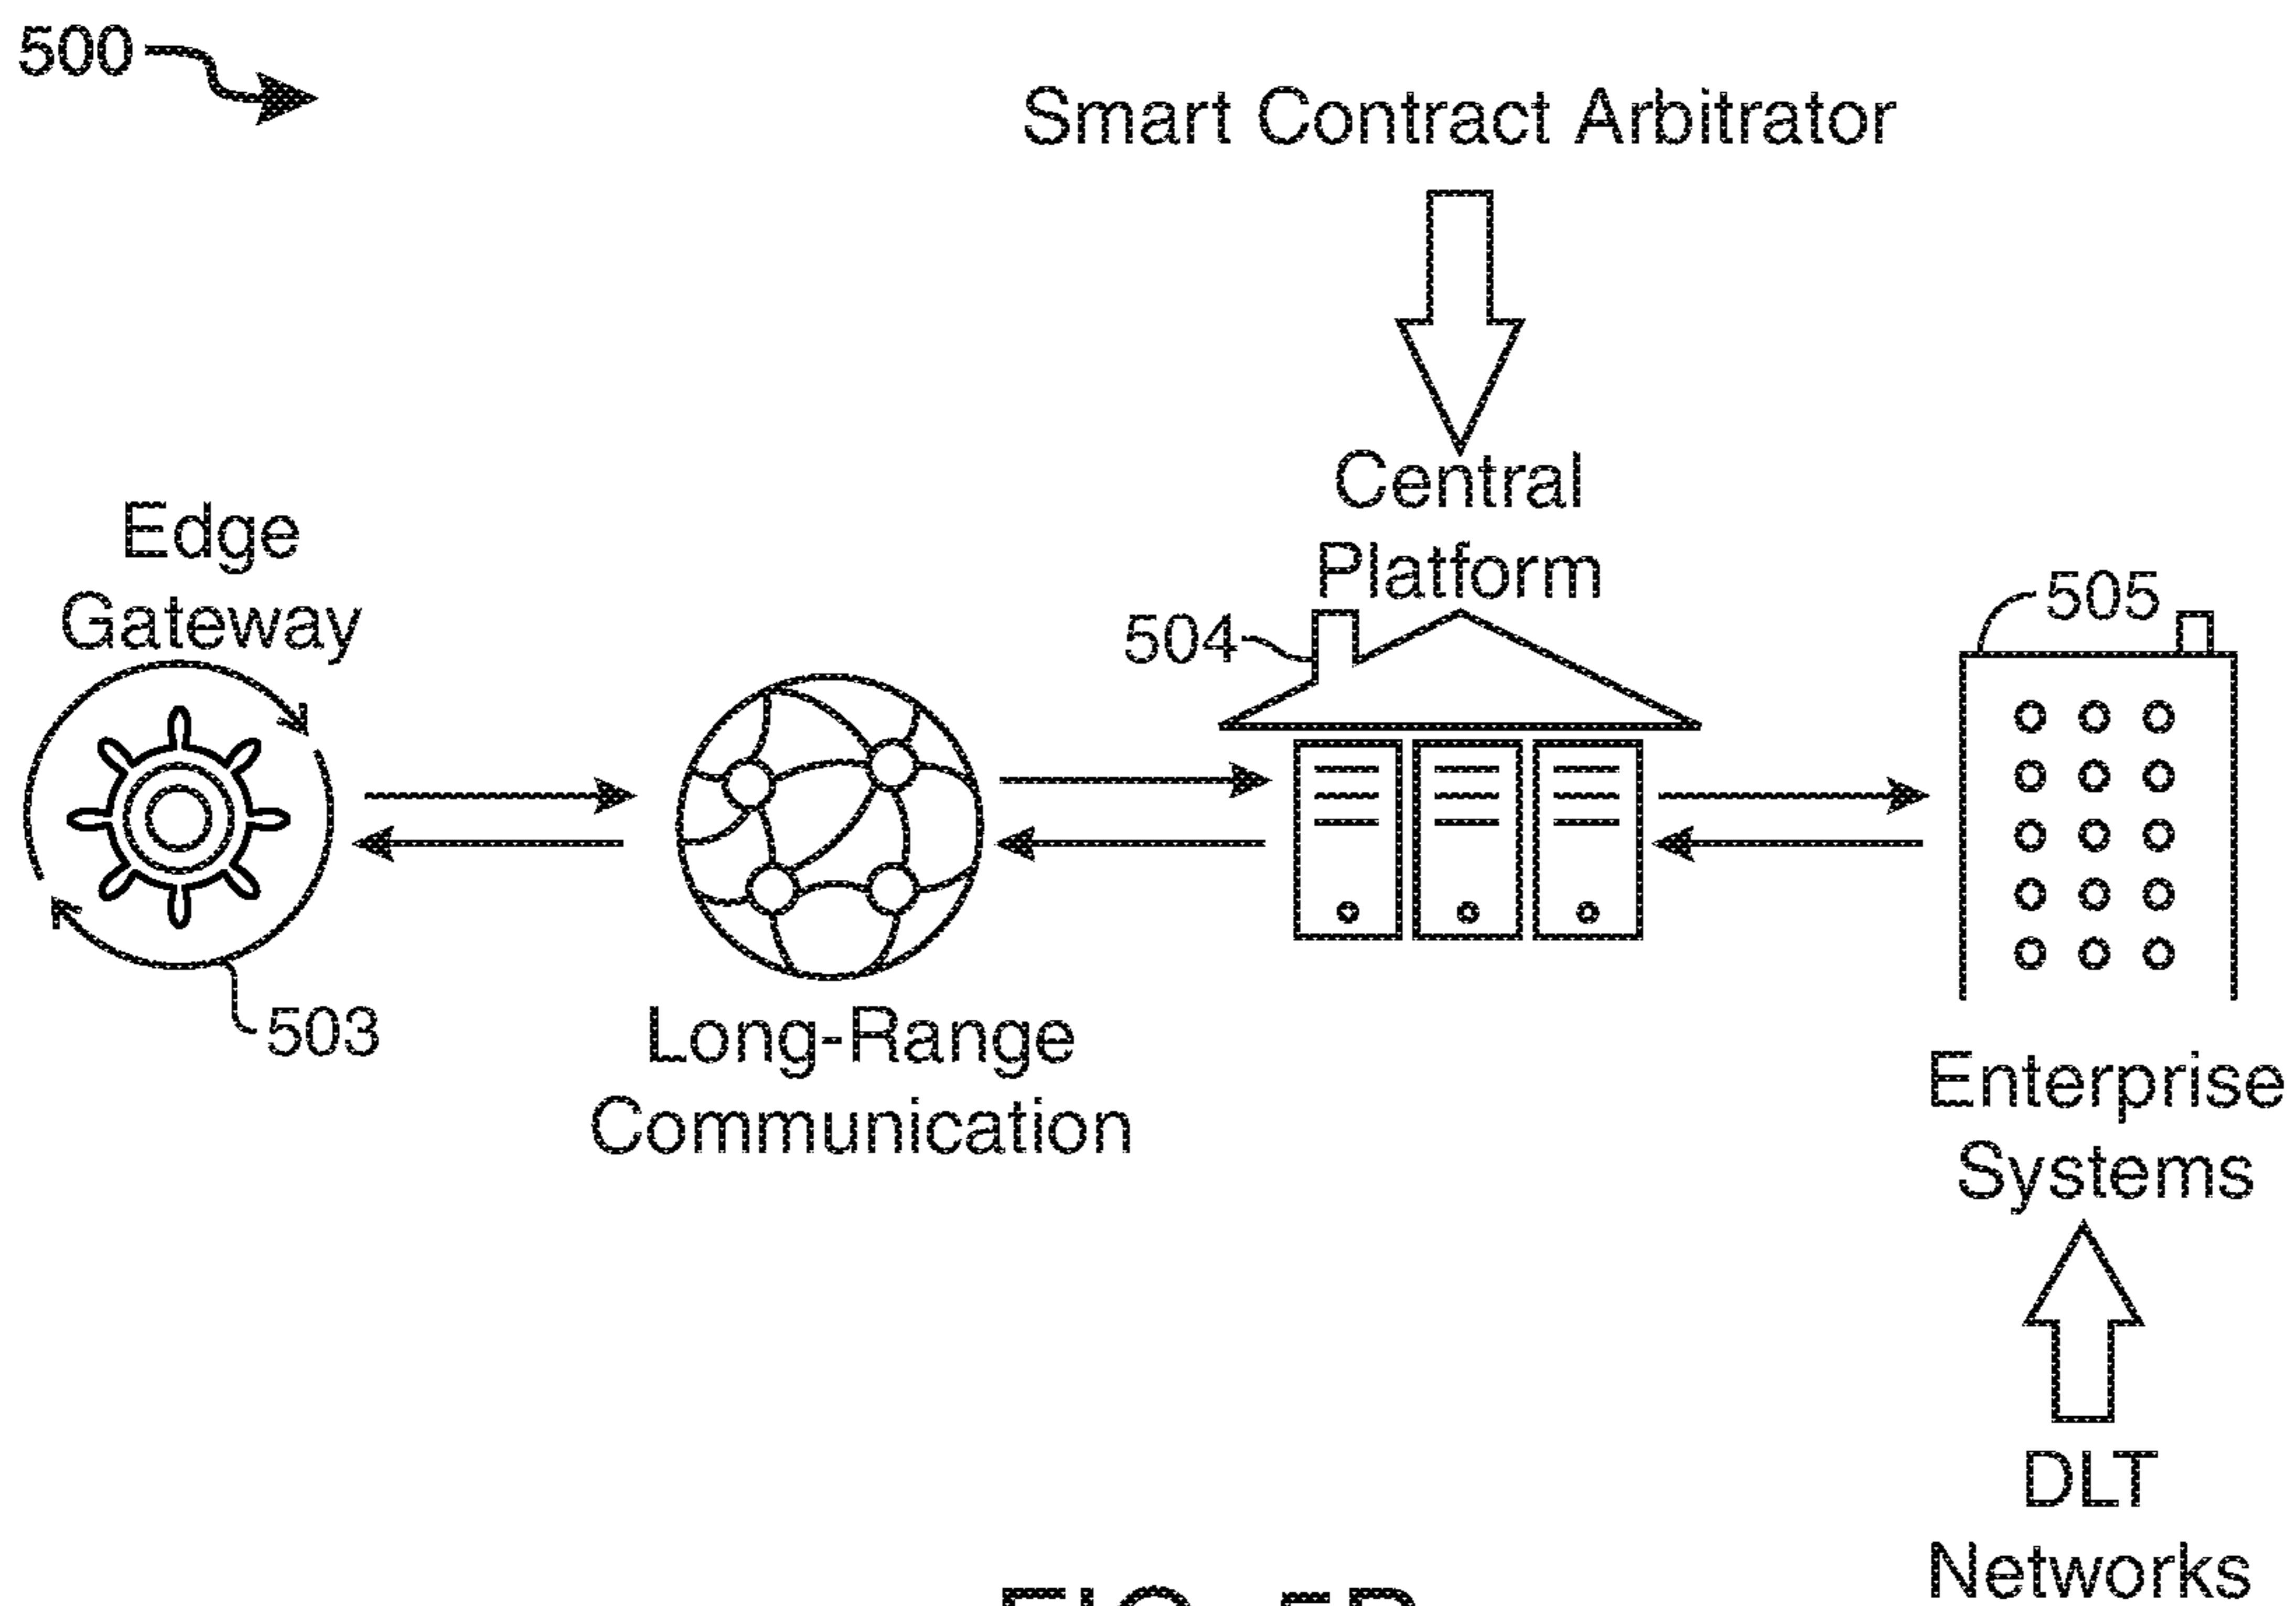 500
Smart Contract Arbitrator
Central
Platform
Edge
Gateway
504
505
503
Long-Range
Communication
Enterprise
Systems
DLT
Networks